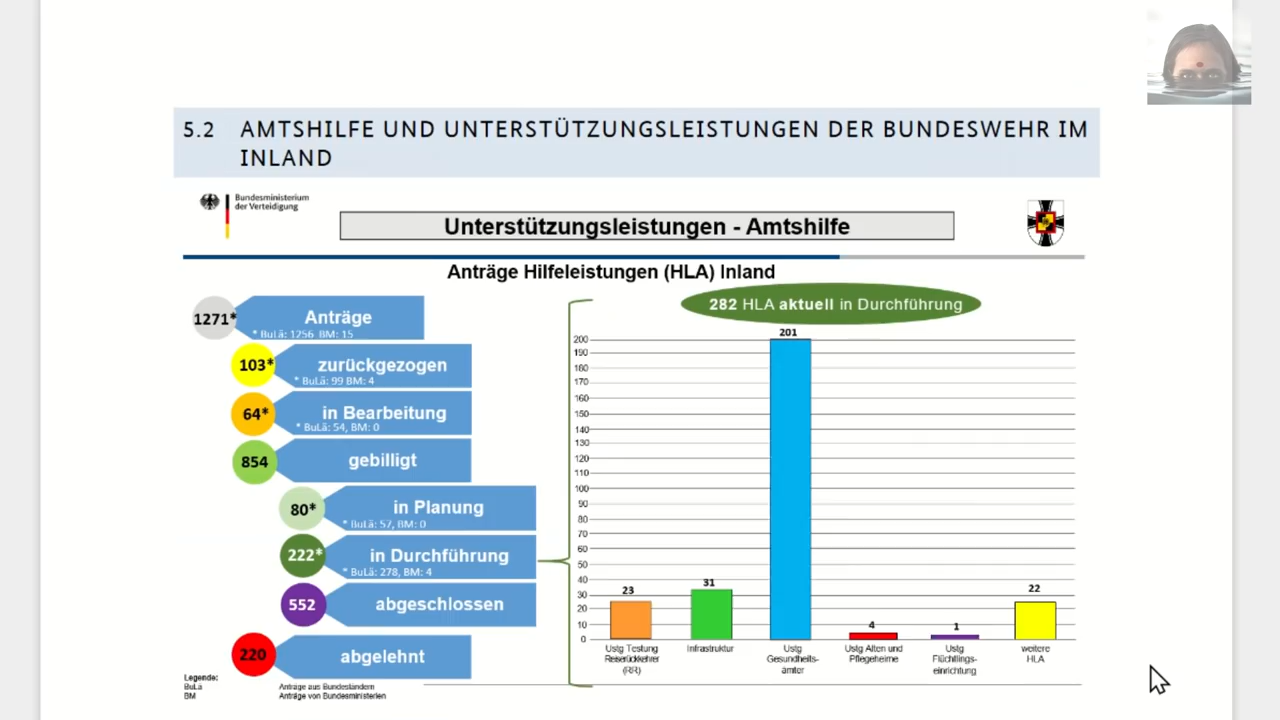 5.2 AMTSHILFE UND UNTERSTÜTZUNGSLEISTUNGEN DER BUNDESWEHR IM
INLAND
Bundesministerium
der Verteidigung
Unterstützungsleistungen - Amtshilfe
Anträge Hilfeleistungen (HLA) Inland
1271* Anträge
* BuLä: 1256 BM: 15
103* zurückgezogen
* BuLä: 99 BM: 4
64* in Bearbeitung
* BuLä: 54, BM: 0
854 gebilligt
80* in Planung
* BuLä: 57, BM: 0
222* in Durchführung
* BuLä: 278, BM: 4
552 abgeschlossen
220 abgelehnt
Legende:
BuLa Anträge aus Bundesländern
BM Anträge von Bundesministerien
282 HLA aktuell in Durchführung
200
190
180
170
160
150
140
130
120
110
100
90
80
70
60
50
40
30
20
10
0
23
31
201
4
1
22
Ustg Testung
Reiserückkehrer
(RR)
Infrastruktur
Ustg
Gesundheits-
ämter
Ustg Alten und
Pflegeheime
Ustg
Flüchtlings-
einrichtung
weitere
HLA